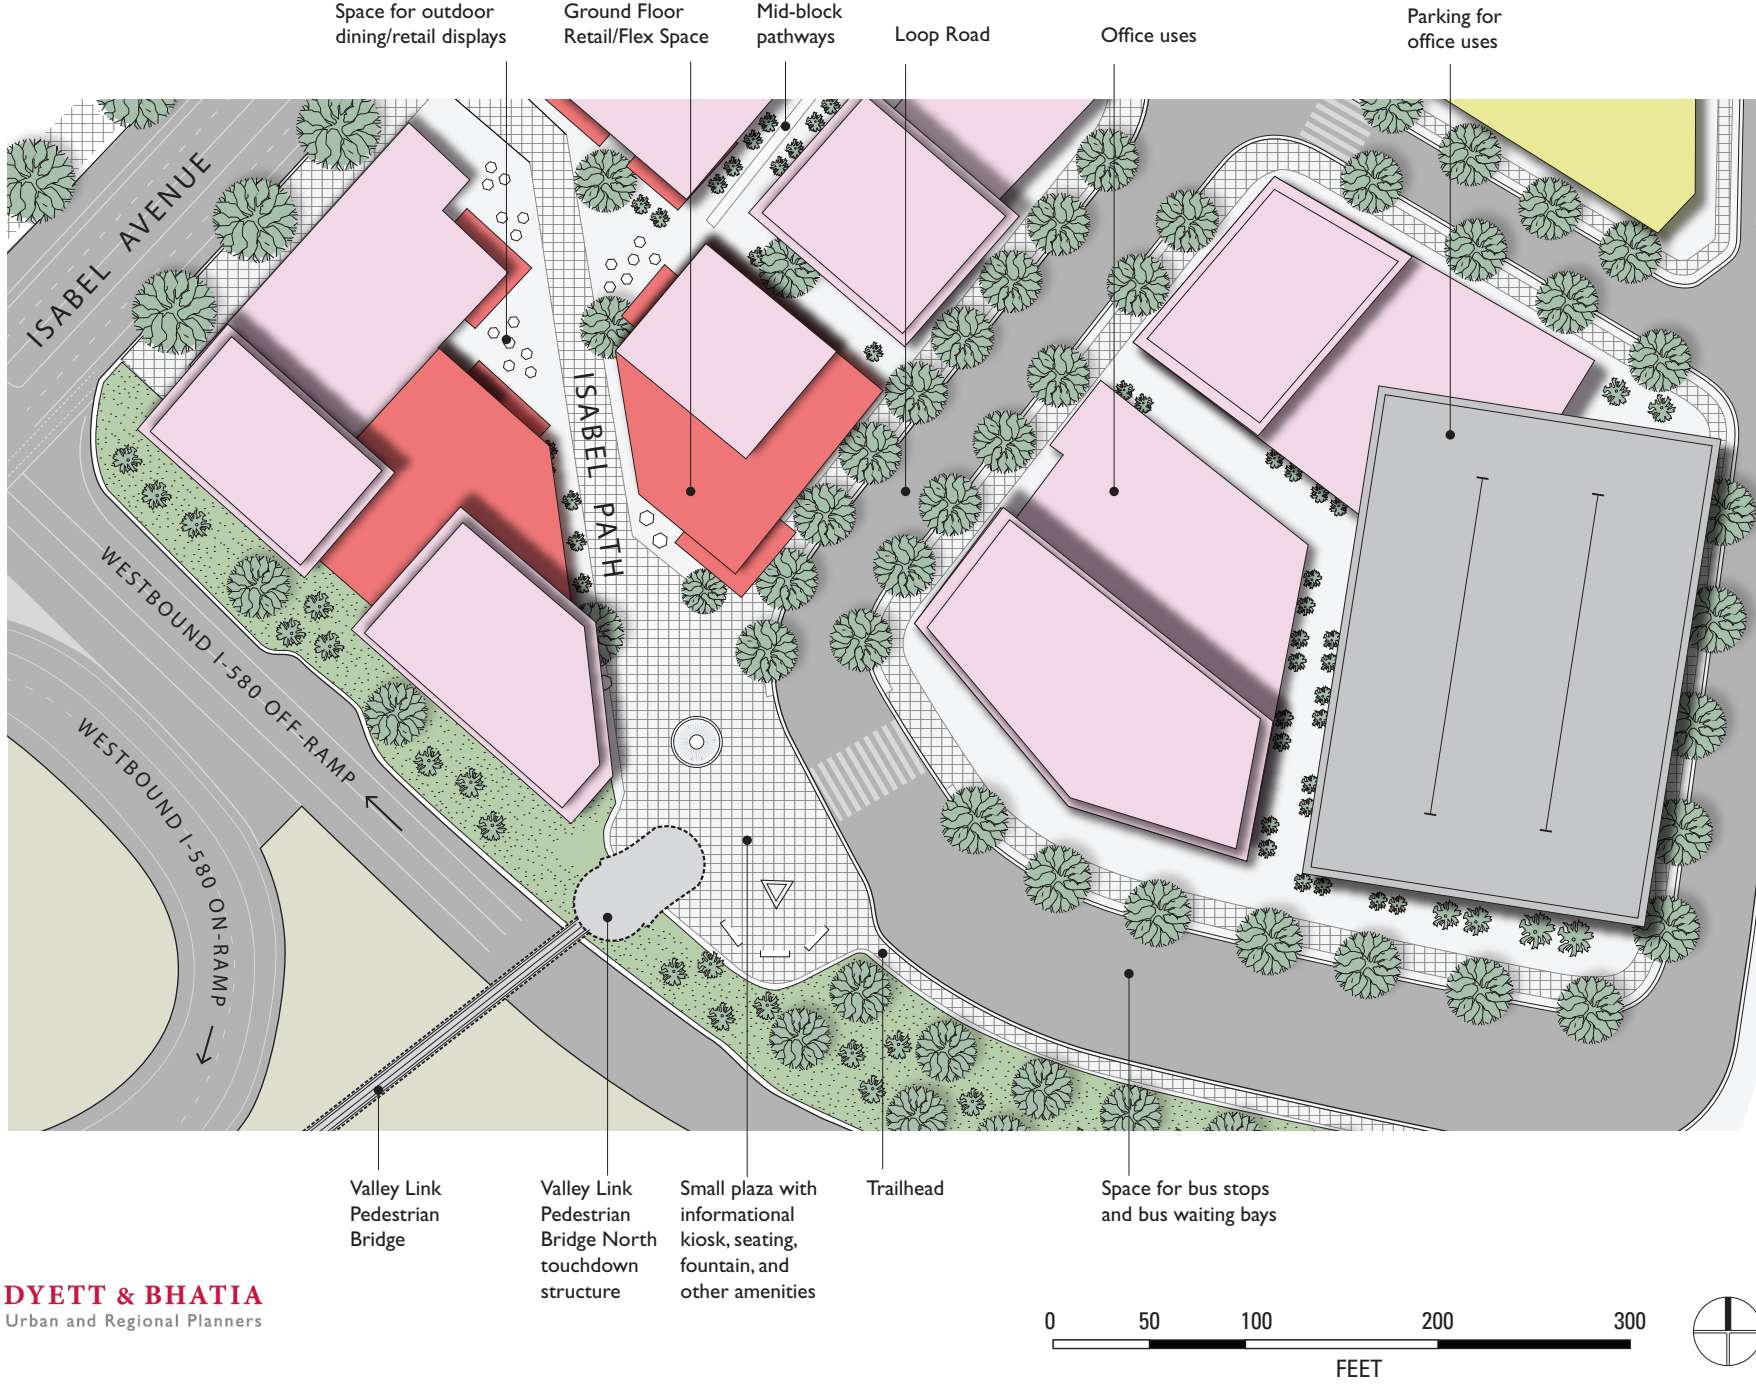 Space for outdoor
dining/retail displays
Ground Floor
Retail/Flex Space
Mid-block
pathways
Loop Road
Office uses
Parking for
office uses
ISABEL AVENUE
ISABEL PATH
WESTBOUND I-580 OFF-RAMP
WESTBOUND I-580 ON-RAMP
Valley Link
Pedestrian
Bridge
Valley Link
Pedestrian
Bridge North
touchdown
structure
Small plaza with
informational
kiosk, seating,
fountain, and
other amenities
Trailhead
Space for bus stops
and bus waiting bays
DYETT & BHATIA
Urban and Regional Planners
0 50 100 200 300
FEET